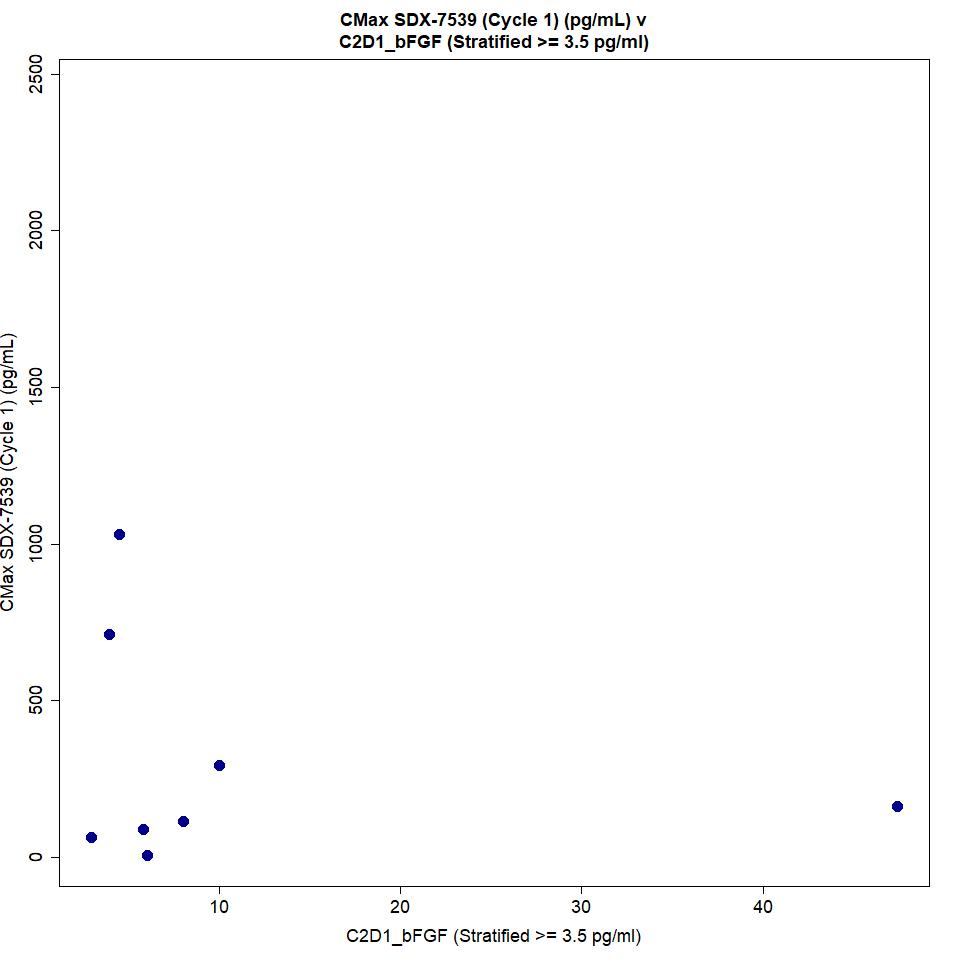 CMax SDX-7539 (Cycle 1) (pg/mL) v
C2D1_bFGF (Stratified >= 3.5 pg/ml)
CMax SDX-7539 (Cycle 1) (pg/mL)
2500
2000
1500
1000
500
0
10
20
30
40
C2D1_bFGF (Stratified >= 3.5 pg/ml)